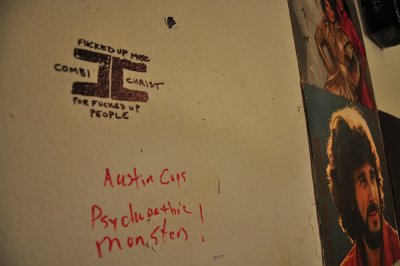 FUCKED UP MUSIC
COMBI CHRIST
FOR FUCKED UP
PEOPLE
Austin Cops
Psychopathic
monsters!